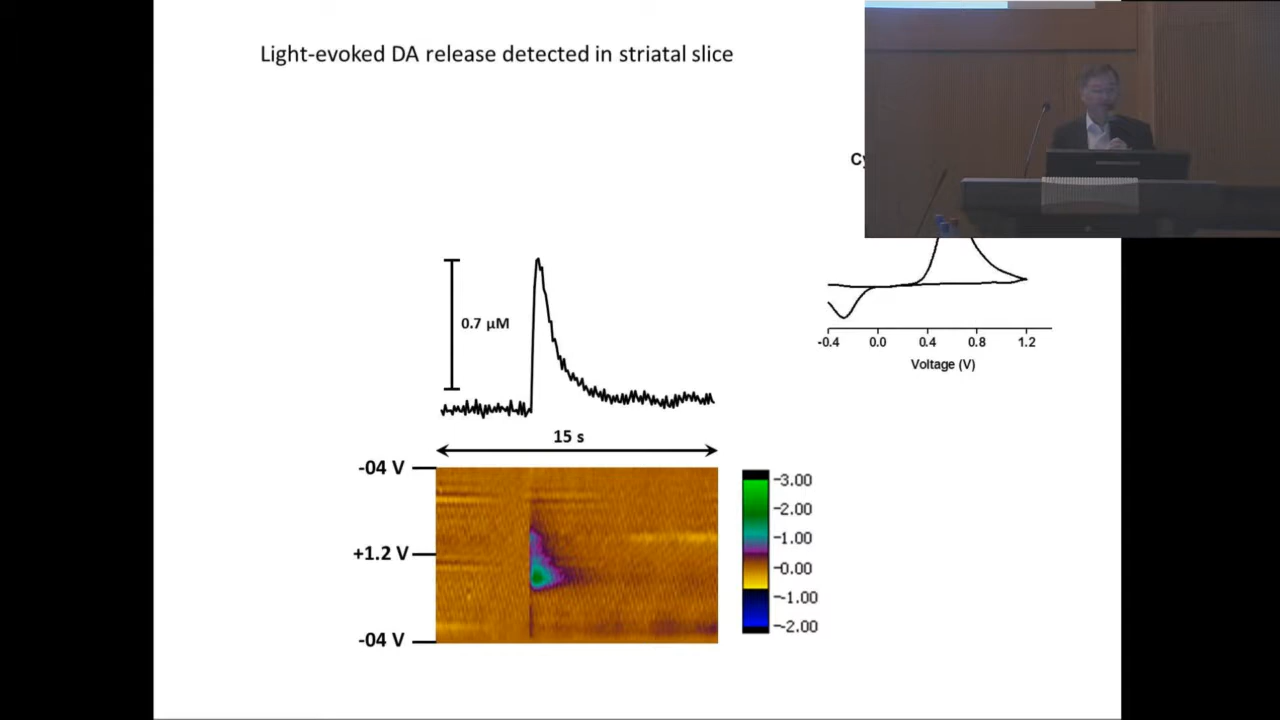 Light-evoked DA release detected in striatal slice
Cy
0.7 µM
-0.4 0.0 0.4 0.8 1.2
Voltage (V)
15 s
-04 V
+1.2 V
-04 V
-3.00
-2.00
-1.00
-0.00
--1.00
--2.00